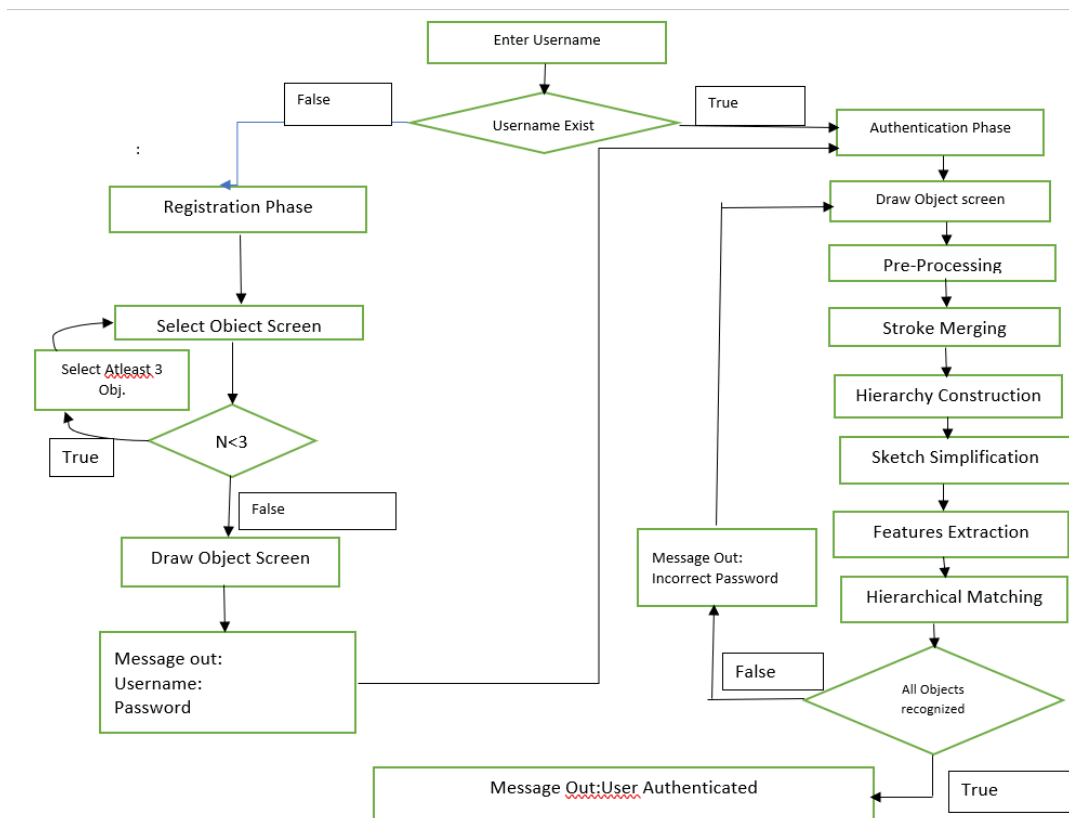 Enter Username
False
Username Exist
True
Authentication Phase
:
Registration Phase
Draw Object screen
Pre-Processing
Select Object Screen
Stroke Merging
Select Atleast 3
Obj.
Hierarchy Construction
N<3
True
Sketch Simplification
False
Features Extraction
Draw Object Screen
Message Out:
Incorrect Password
Hierarchical Matching
Message out:
Username:
Password
False
All Objects
recognized
Message Out:User Authenticated
True